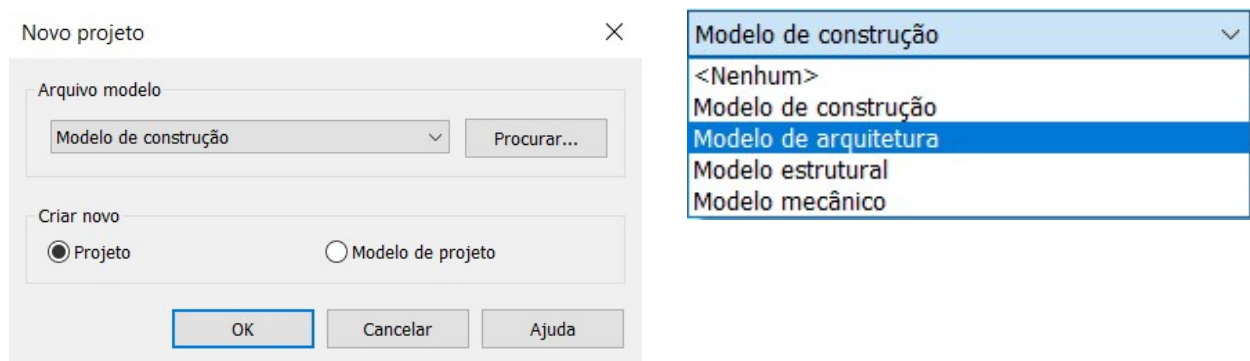 Novo projeto
Arquivo modelo
Modelo de construção
Procurar...
Criar novo
Projeto
Modelo de projeto
OK
Cancelar
Ajuda
Modelo de construção
<Nenhum>
Modelo de construção
Modelo de arquitetura
Modelo estrutural
Modelo mecânico